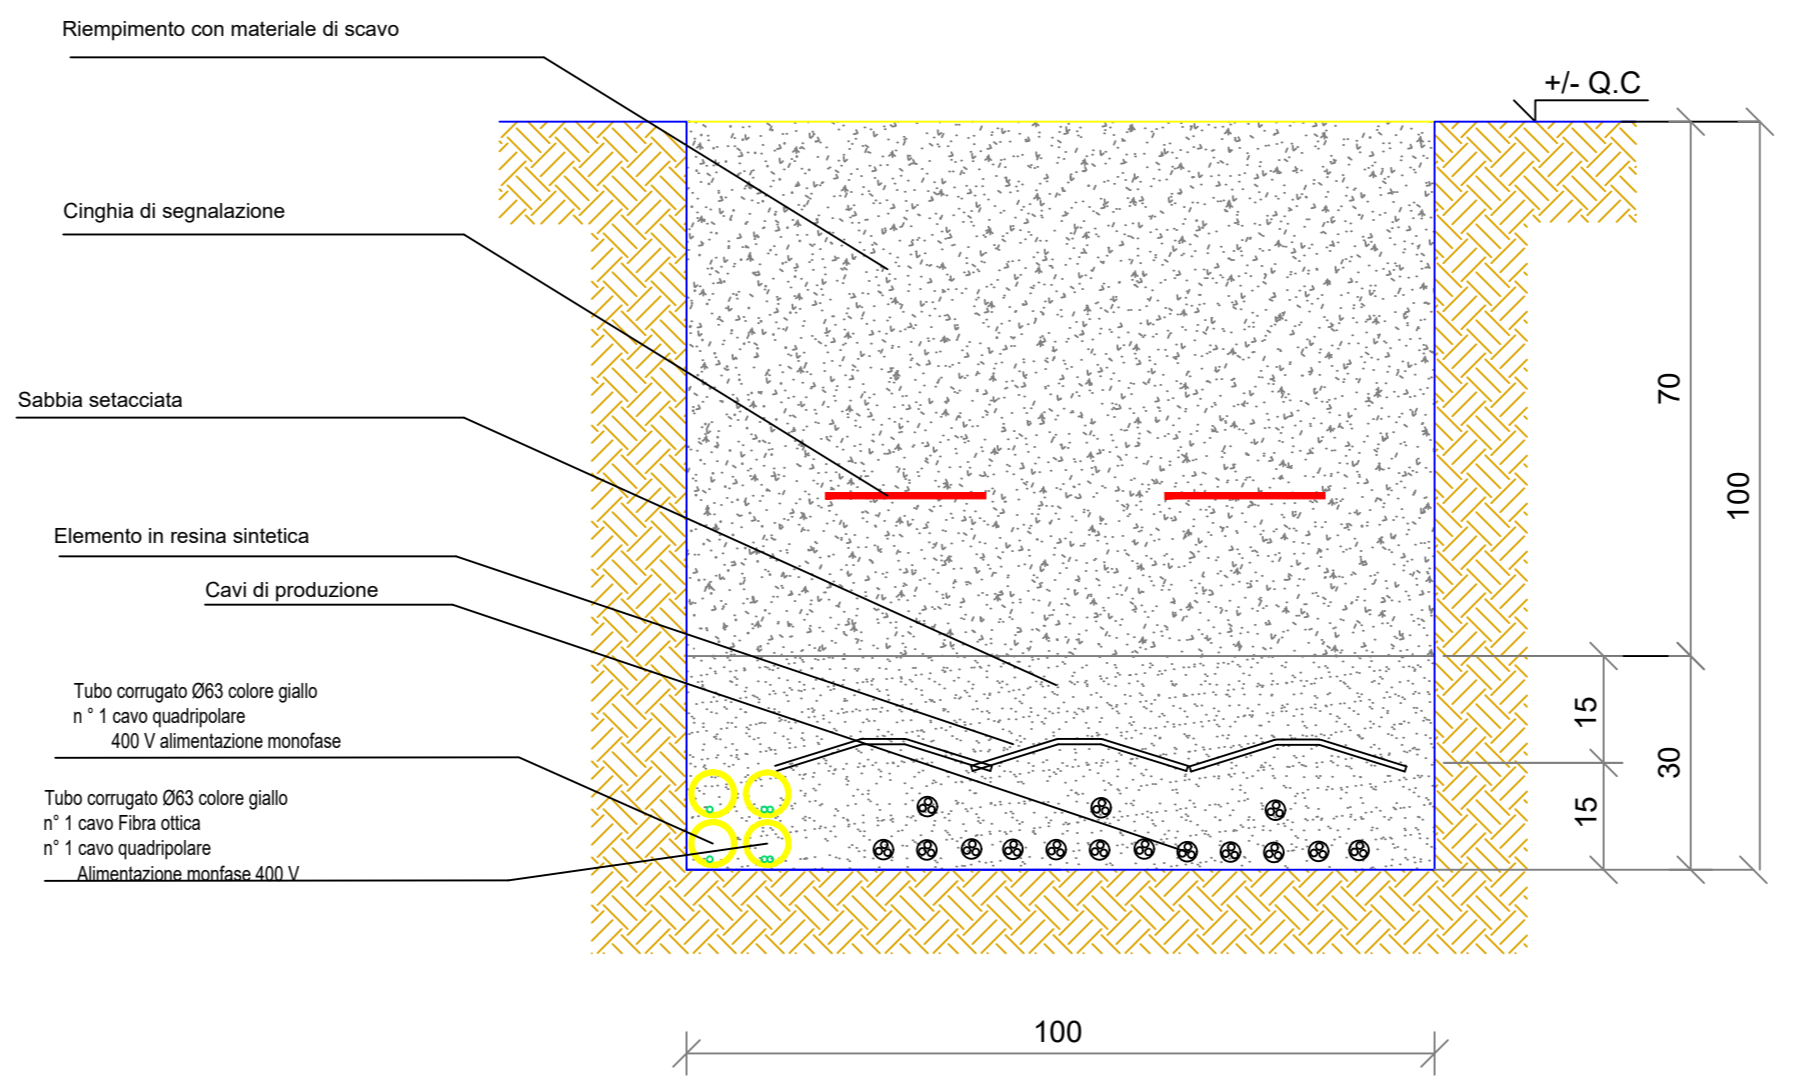 Riempimento con materiale di scavo
+/- Q.C
Cinghia di segnalazione
Sabbia setacciata
70
100
Elemento in resina sintetica
Cavi di produzione
Tubo corrugato Ø63 colore giallo
n ° 1 cavo quadripolare
400 V alimentazione monofase
15
30
15
Tubo corrugato Ø63 colore giallo
n° 1 cavo Fibra ottica
n° 1 cavo quadripolare
Alimentazione monfase 400 V
100